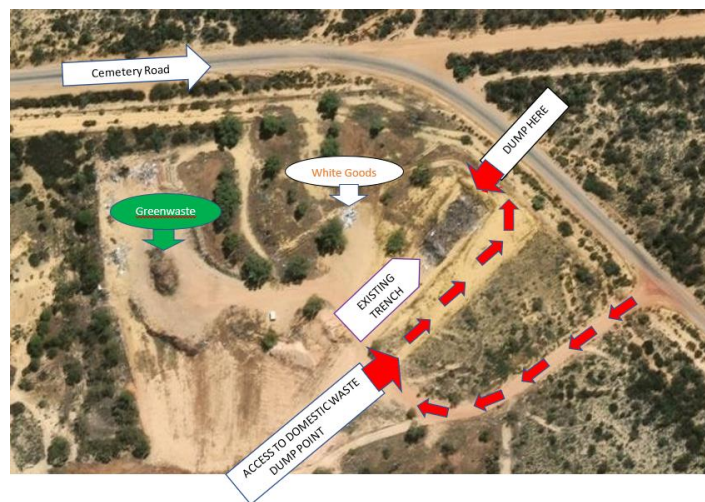 Cemetery Road
DUMP HERE
White Goods
Greenwaste
EXISTING
TRENCH
ACCESS TO DOMESTIC WASTE
DUMP POINT